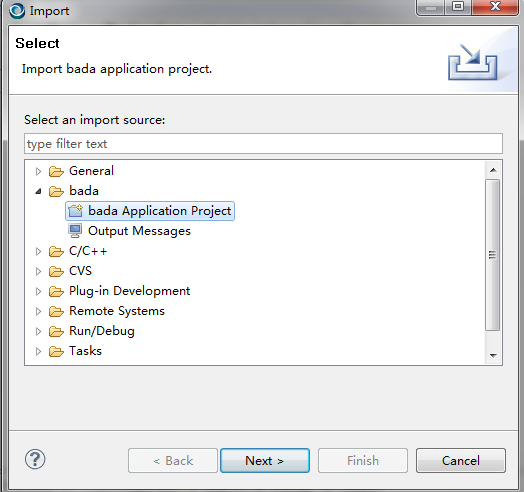 Import
Select
Import bada application project.
Select an import source:
type filter text
General
bada
bada Application Project
Output Messages
C/C++
CVS
Plug-in Development
Remote Systems
Run/Debug
Tasks
?
< Back
Next >
Finish
Cancel